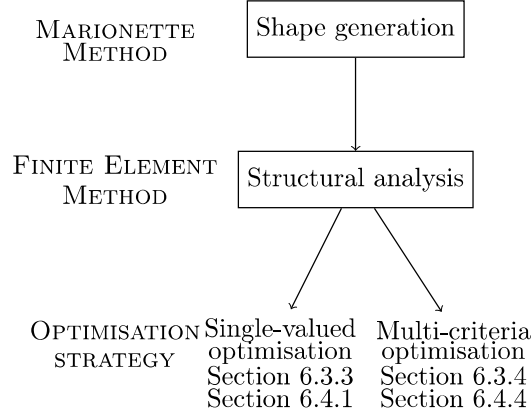 MARIONETTE
METHOD
Shape generation
FINITE ELEMENT
METHOD
Structural analysis
OPTIMISATION
STRATEGY
Single-valued
optimisation
Section 6.3.3
Section 6.4.1
Multi-criteria
optimisation
Section 6.3.4
Section 6.4.4